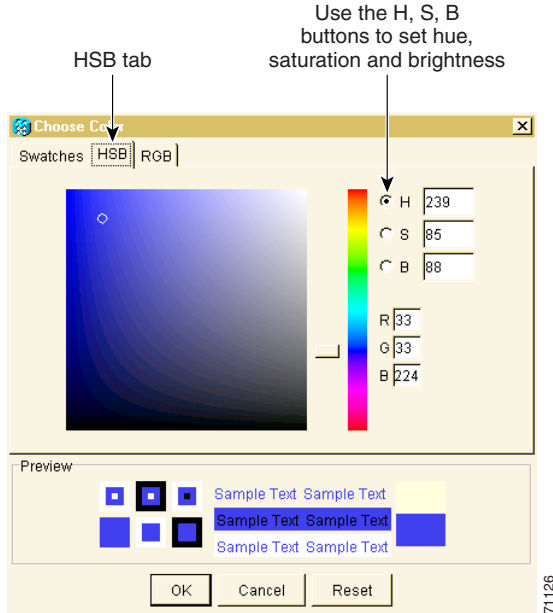 Use the H, S, B
buttons to set hue,
saturation and brightness
HSB tab
Choose Color
Swatches HSB RGB
H 239
S 85
B 88
R 33
G 33
B 224
Preview
Sample Text Sample Text
Sample Text Sample Text
Sample Text Sample Text
OK Cancel Reset
71126